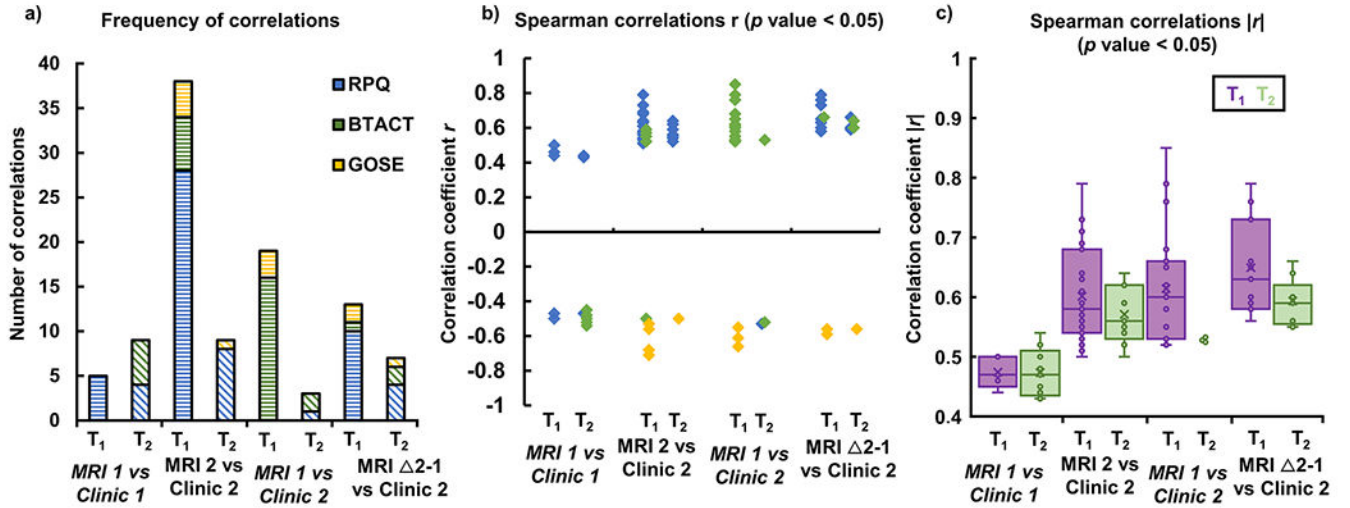 a)
Frequency of correlations
Number of correlations
40
35
30
25
20
15
10
5
0
RPQ
BTACT
GOSE
T1 T2 T1 T2 T1 T2 T1 T2
MRI 1 vs
Clinic 1
MRI 2 vs
Clinic 2
MRI 1 vs
Clinic 2
MRI △2-1
vs Clinic 2
b)
Spearman correlations r (p value < 0.05)
Correlation coefficient r
1
0.8
0.6
0.4
0.2
0
-0.2
-0.4
-0.6
-0.8
-1
T1 T2 T1 T2 T1 T2 T1 T2
MRI 1 vs
Clinic 1
MRI 2 vs
Clinic 2
MRI 1 vs
Clinic 2
MRI △2-1
vs Clinic 2
c)
Spearman correlations |r|
(p value < 0.05)
Correlation coefficient |r|
1
0.9
0.8
0.7
0.6
0.5
0.4
T1 T2
T1 T2 T1 T2 T1 T2 T1 T2
MRI 1 vs
Clinic 1
MRI 2 vs
Clinic 2
MRI 1 vs
Clinic 2
MRI △2-1
vs Clinic 2